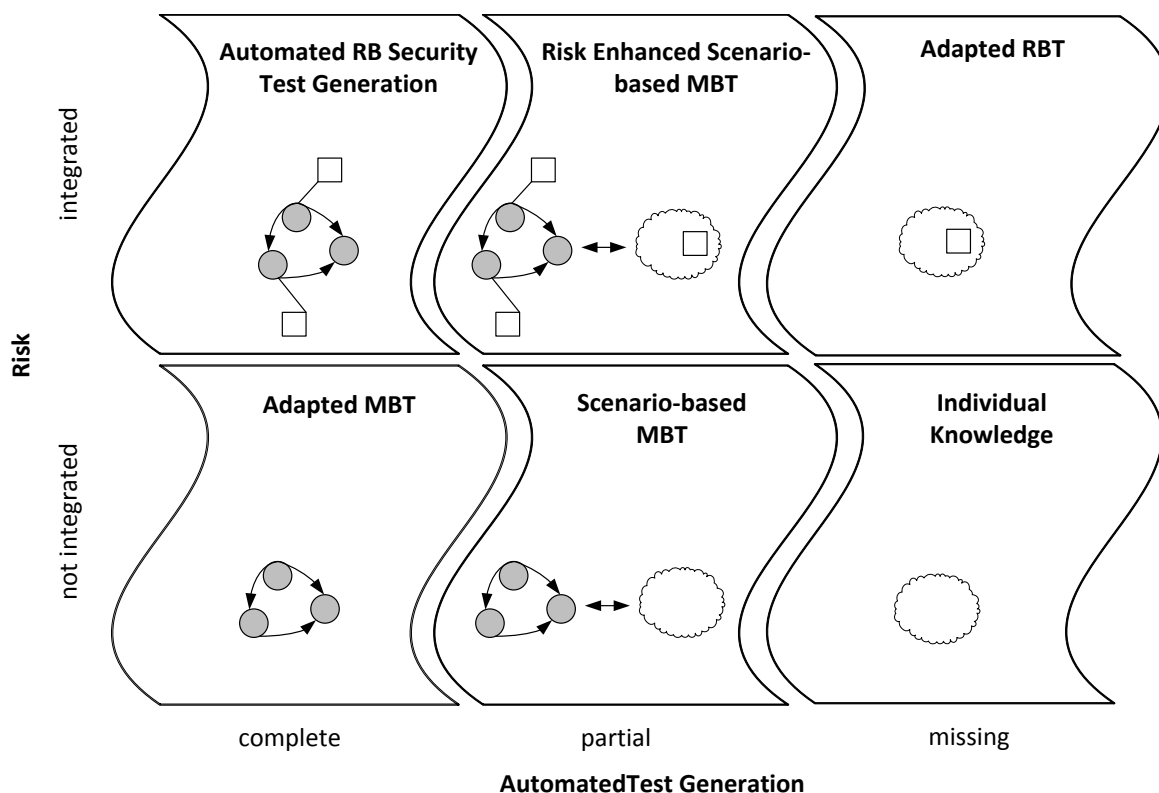 Automated RB Security
Test Generation
Risk Enhanced Scenario-
based MBT
Adapted RBT
integrated
Risk
Adapted MBT
Scenario-based
MBT
Individual
Knowledge
not integrated
complete
partial
missing
AutomatedTest Generation